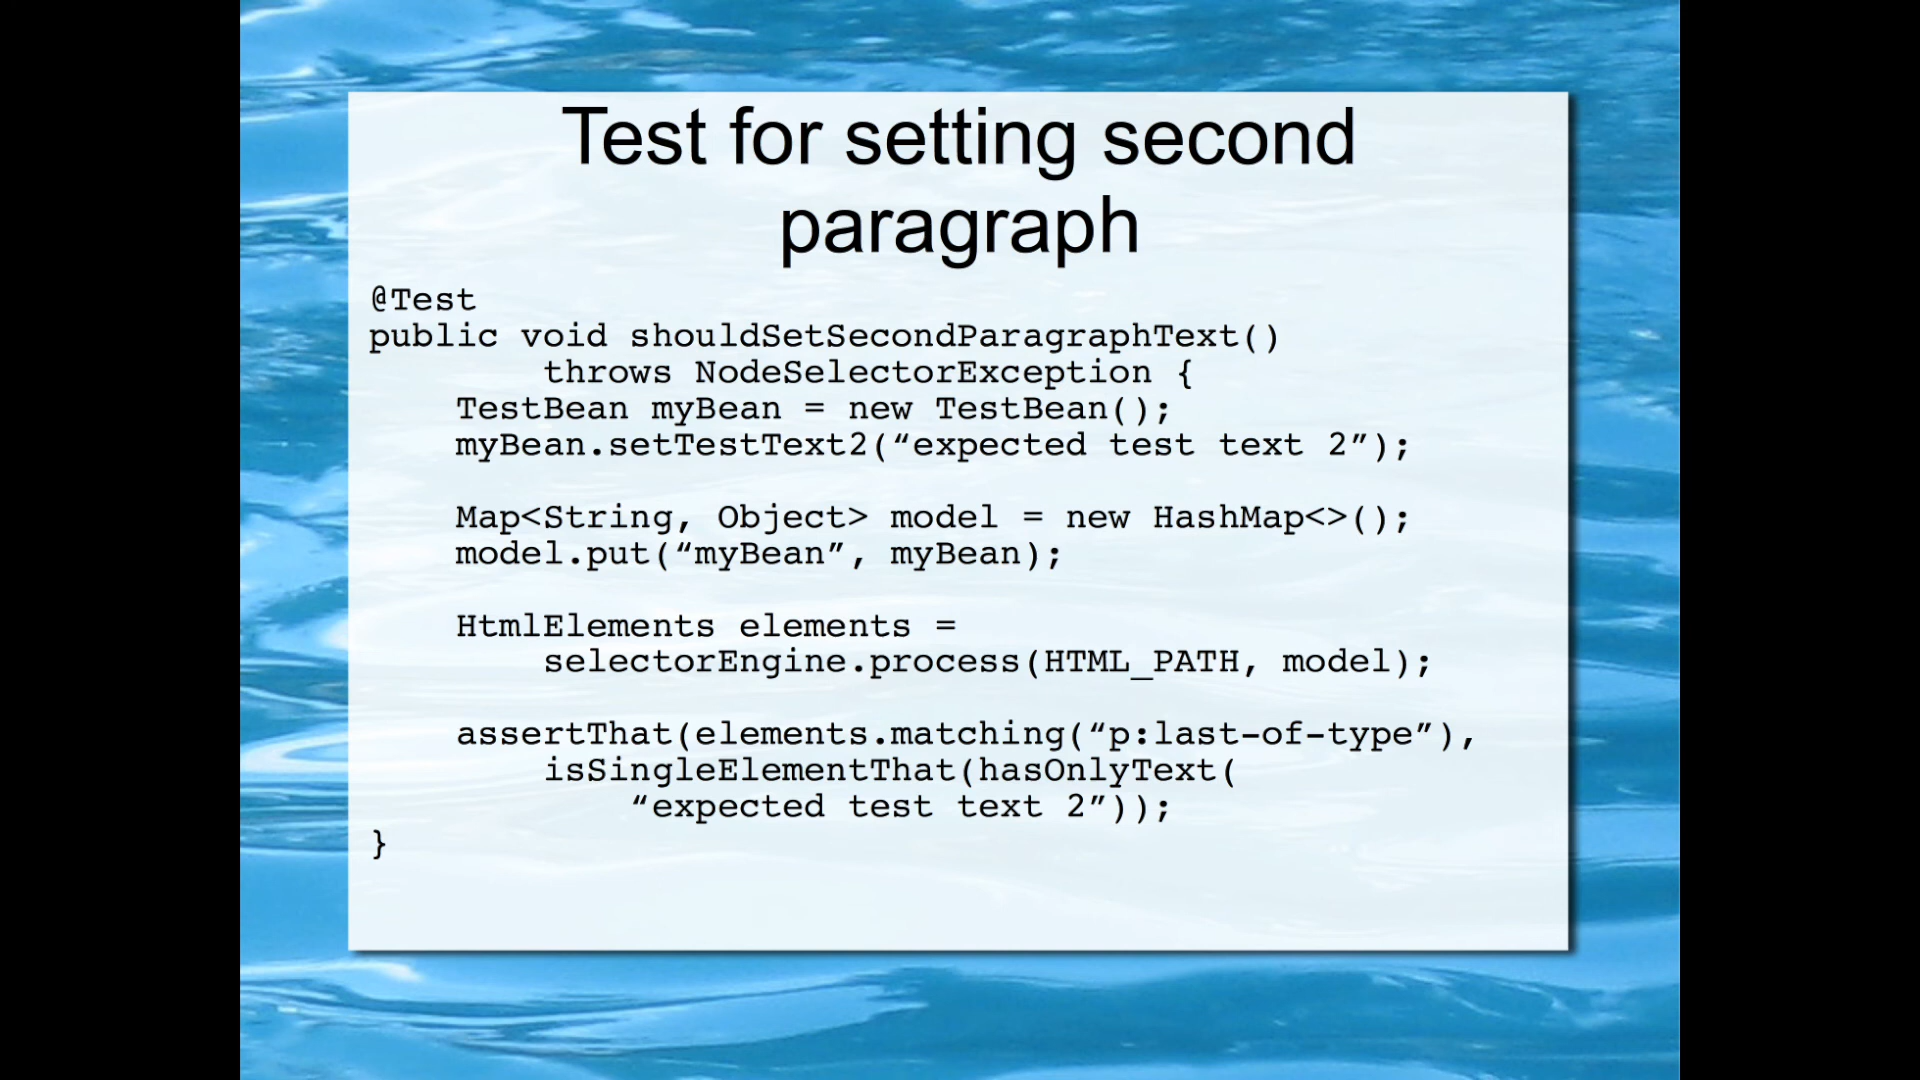 Test for setting second
paragraph
@Test
public void shouldSetSecondParagraphText()
        throws NodeSelectorException {
    TestBean myBean = new TestBean();
    myBean.setTestText2(“expected test text 2”);

    Map<String, Object> model = new HashMap<>();
    model.put(“myBean”, myBean);

    HtmlElements elements =
        selectorEngine.process(HTML_PATH, model);

    assertThat(elements.matching(“p:last-of-type”),
        isSingleElementThat(hasOnlyText(
            “expected test text 2”));
}